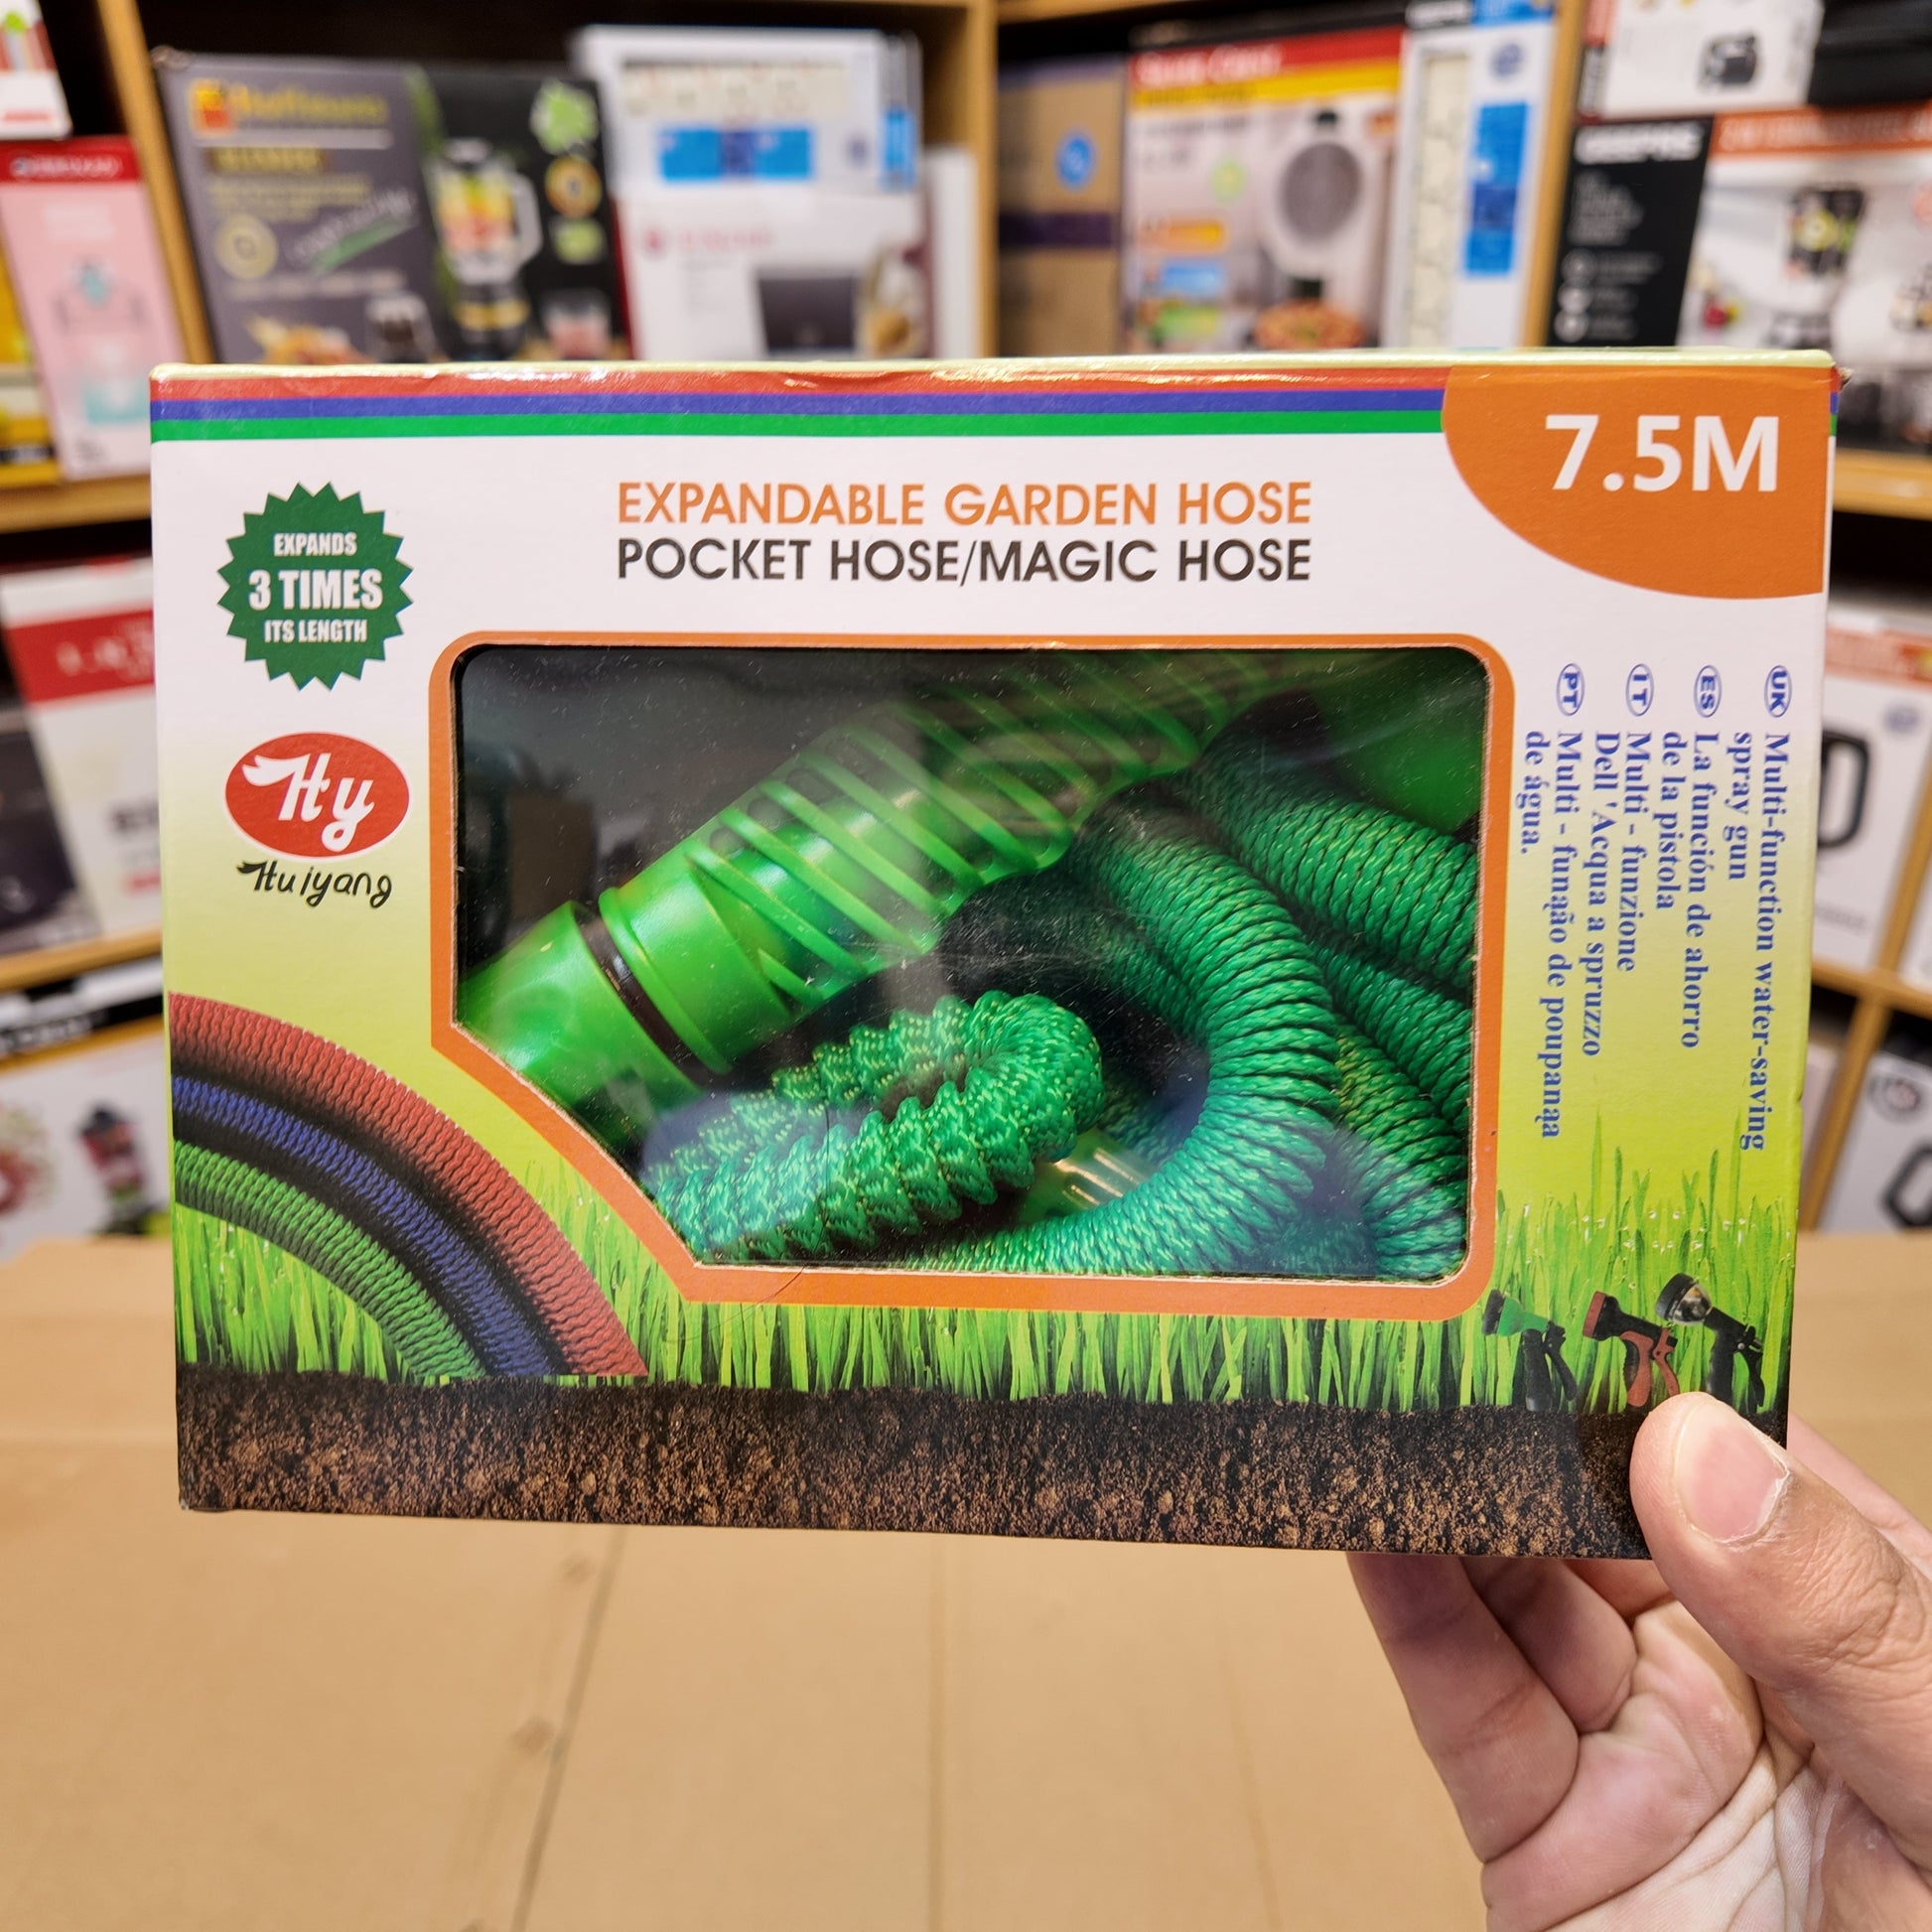 7.5M
EXPANDABLE GARDEN HOSE
POCKET HOSE/MAGIC HOSE
EXPANDS
3 TIMES
ITS LENGTH
Hy
Huiyang
UK Multi-function water-saving
spray gun
ES La función de ahorro
de la pistola
IT Multi - funzione
Dell 'Acqua a spruzzo
PT Multi - funąão de poupanąa
de água.